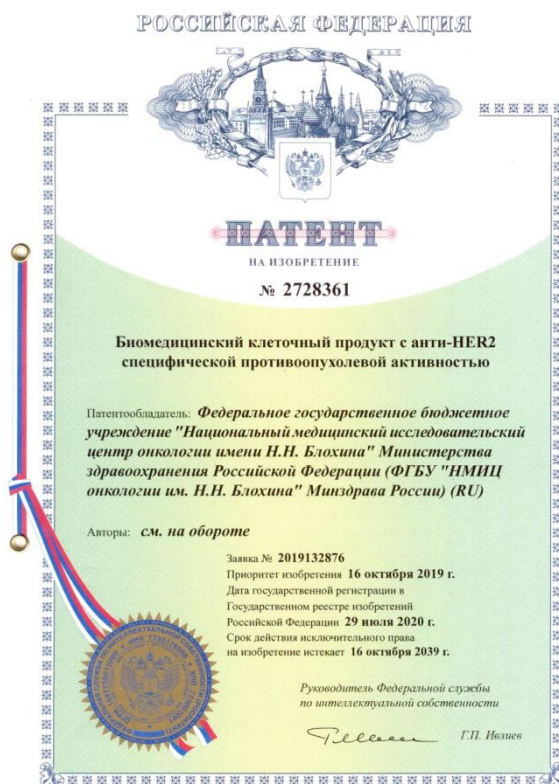 РОССИЙСКАЯ ФЕДЕРАЦИЯ
ПАТЕНТ
НА ИЗОБРЕТЕНИЕ
№ 2728361
Биомедицинский клеточный продукт с анти-HER2
специфической противоопухолевой активностью
Патентообладатель: Федеральное государственное бюджетное
учреждение "Национальный медицинский исследовательский
центр онкологии имени Н.Н. Блохина" Министерства
здравоохранения Российской Федерации (ФГБУ "НМИЦ
онкологии им. Н.Н. Блохина" Минздрава России) (RU)
Авторы: см. на обороте
Заявка № 2019132876
Приоритет изобретения 16 октября 2019 г.
Дата государственной регистрации в
Государственном реестре изобретений
Российской Федерации 29 июля 2020 г.
Срок действия исключительного права
на изобретение истекает 16 октября 2039 г.
Руководитель Федеральной службы
по интеллектуальной собственности
Г.П. Ивлиев